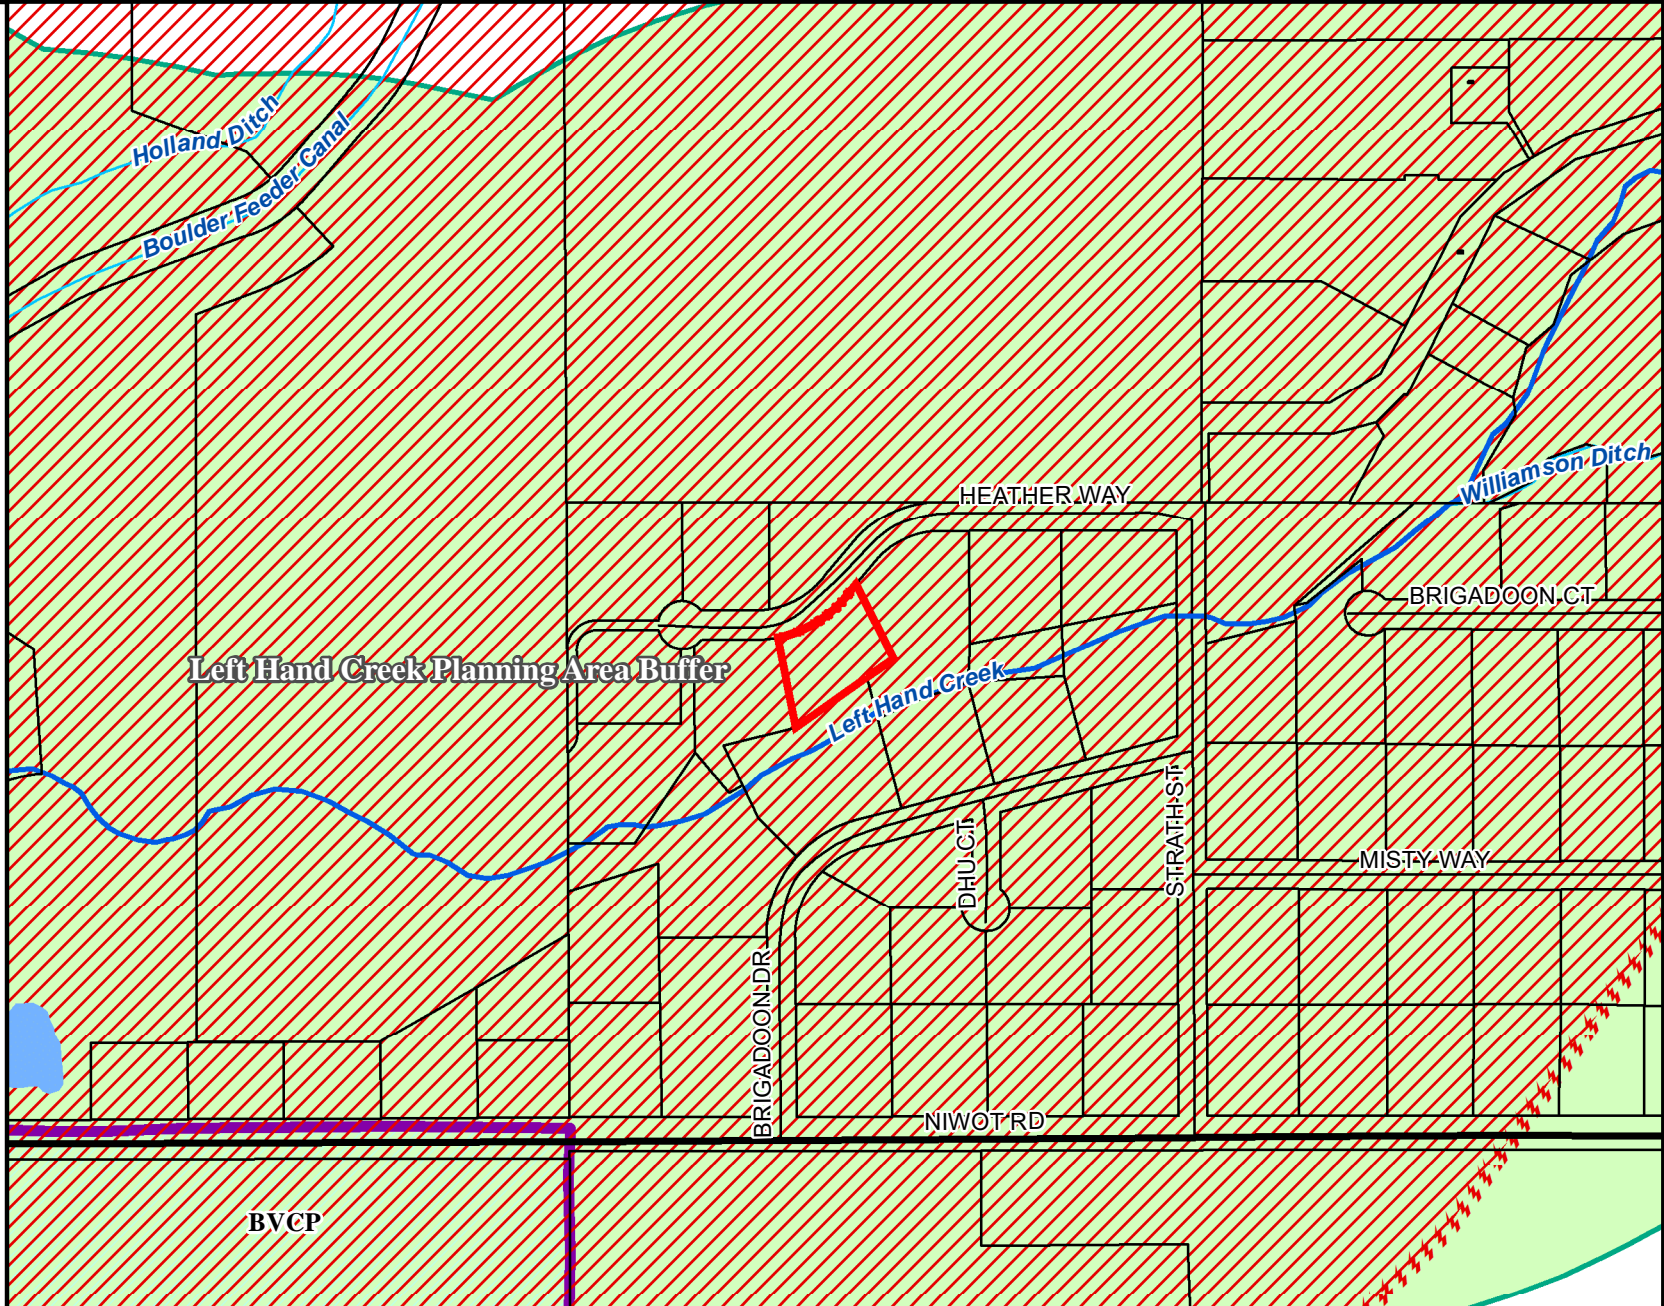 Holland Ditch
Boulder Feeder Canal
Williamson Ditch
HEATHER WAY
BRIGADOON CT
Left Hand Creek Planning Area Buffer
Left Hand Creek
STRATH ST
DHU CT
MISTY WAY
BRIGADOON DR
NIWOT RD
BVCP